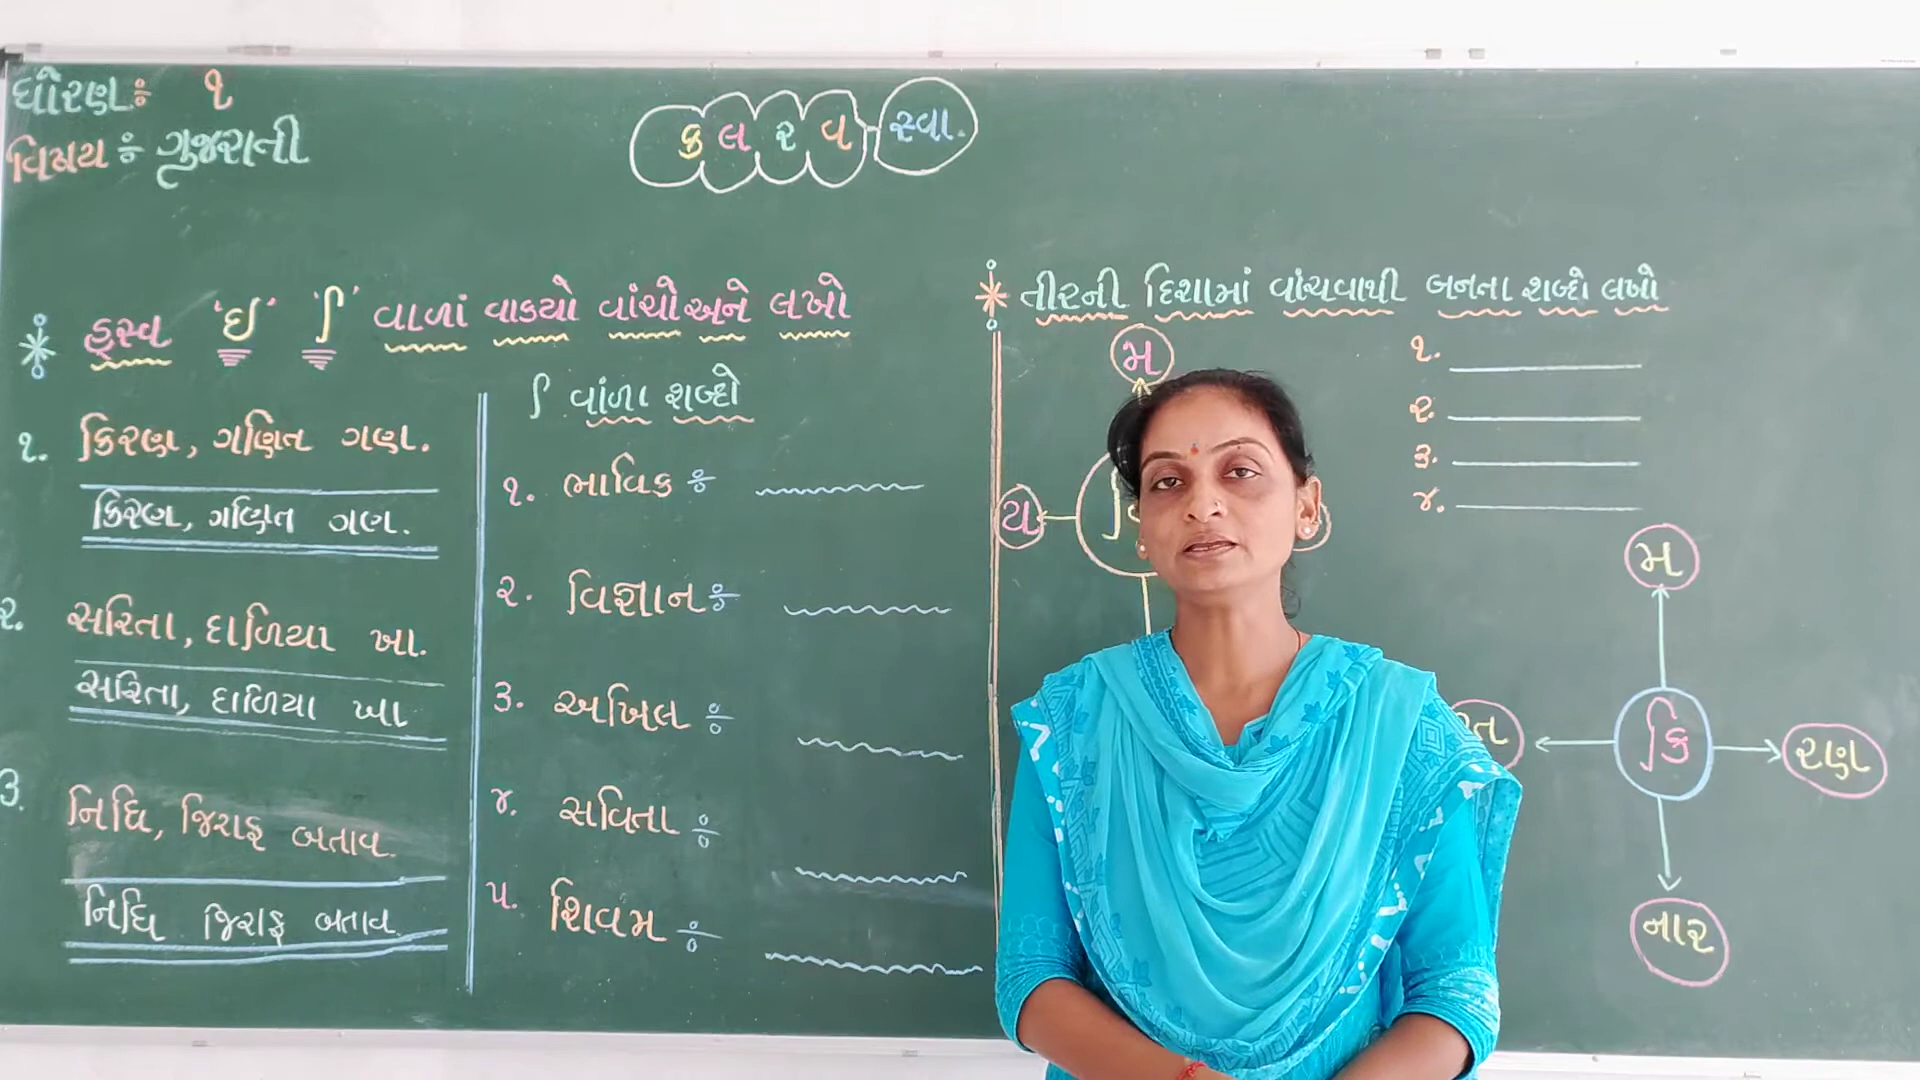 ધોરણઃ ૧
વિષય ઃ ગુજરાતી
કલરવ સ્વા.
હ્રસ્વ 'ઇ' 'િ' વાળાં વાકયો વાંચો અને લખો
૧. કિરણ, ગણિત ગણ.
કિરણ, ગણિત ગણ.
૨. સરિતા, દાળિયા ખા.
સરિતા, દાળિયા ખા
૩. નિધિ, જિરાફ બતાવ.
નિધિ જિરાફ બતાવ.
િ વાંળા શબ્દો
૧. ભાવિક ઃ
૨. વિજ્ઞાન ઃ
૩. અખિલ ઃ
૪. સવિતા ઃ
૫. શિવમ ઃ
તીરની દિશામાં વાંચવાથી બનતા શબ્દો લખો
૧.
૨.
૩.
૪.
મ
ય
મ
કિ
રણ
નાર